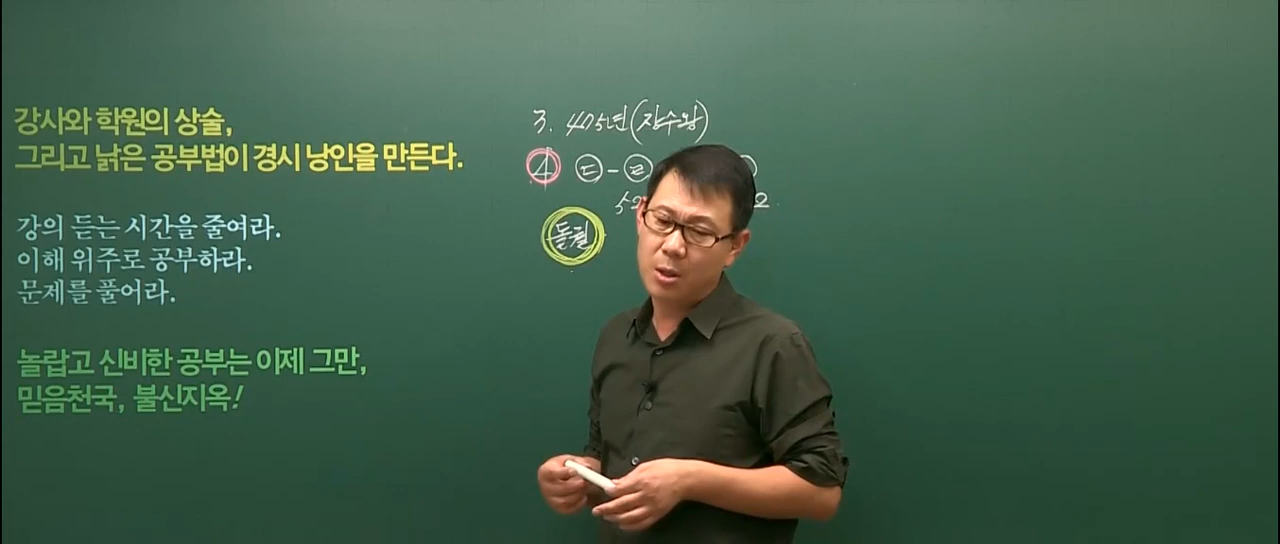 강사와 학원의 상술,
그리고 낡은 공부법이 경시 낭인을 만든다.
강의 듣는 시간을 줄여라.
이해 위주로 공부하라.
문제를 풀어라.
놀랍고 신비한 공부는 이제 그만,
믿음천국, 불신지옥!
3. 475년(장수왕)
4 ㄷ - ㄹ
5 2
돌궐